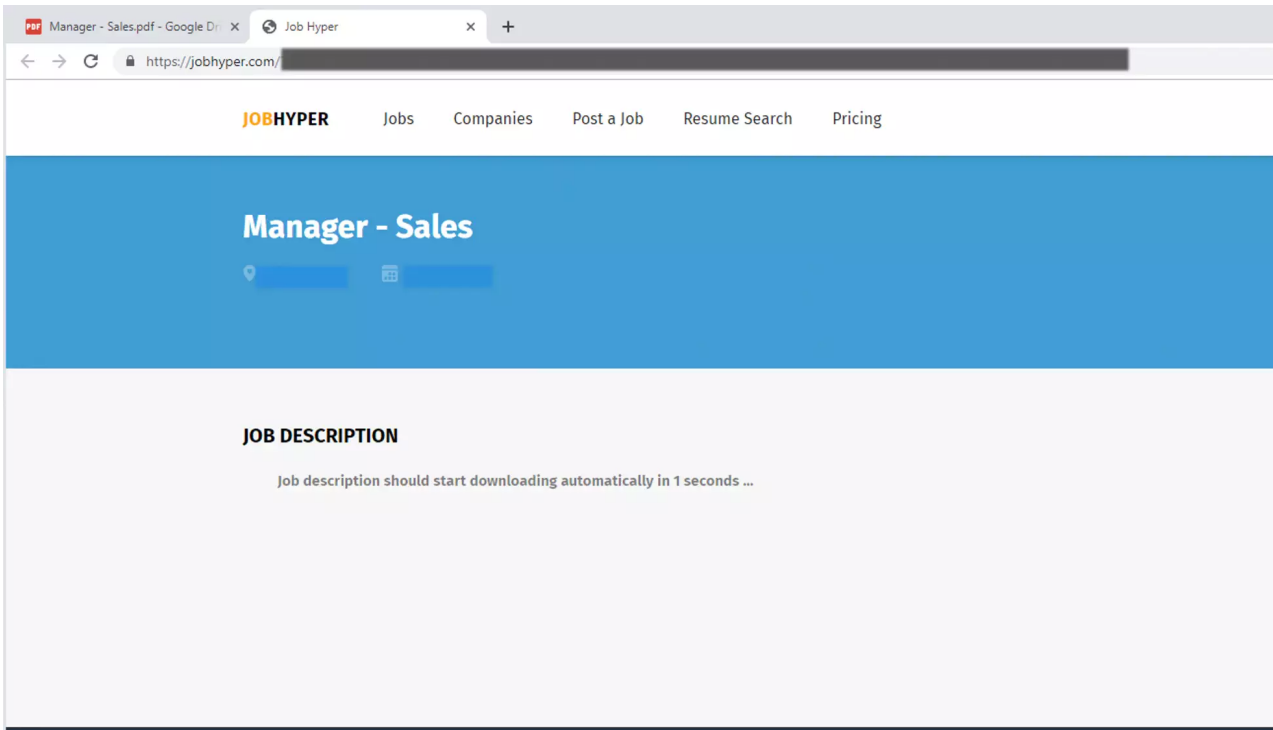 PDF Manager - Sales.pdf - Google Dr
Job Hyper
https://jobhyper.com/
JOBHYPER Jobs Companies Post a Job Resume Search Pricing
Manager - Sales
JOB DESCRIPTION
Job description should start downloading automatically in 1 seconds ...